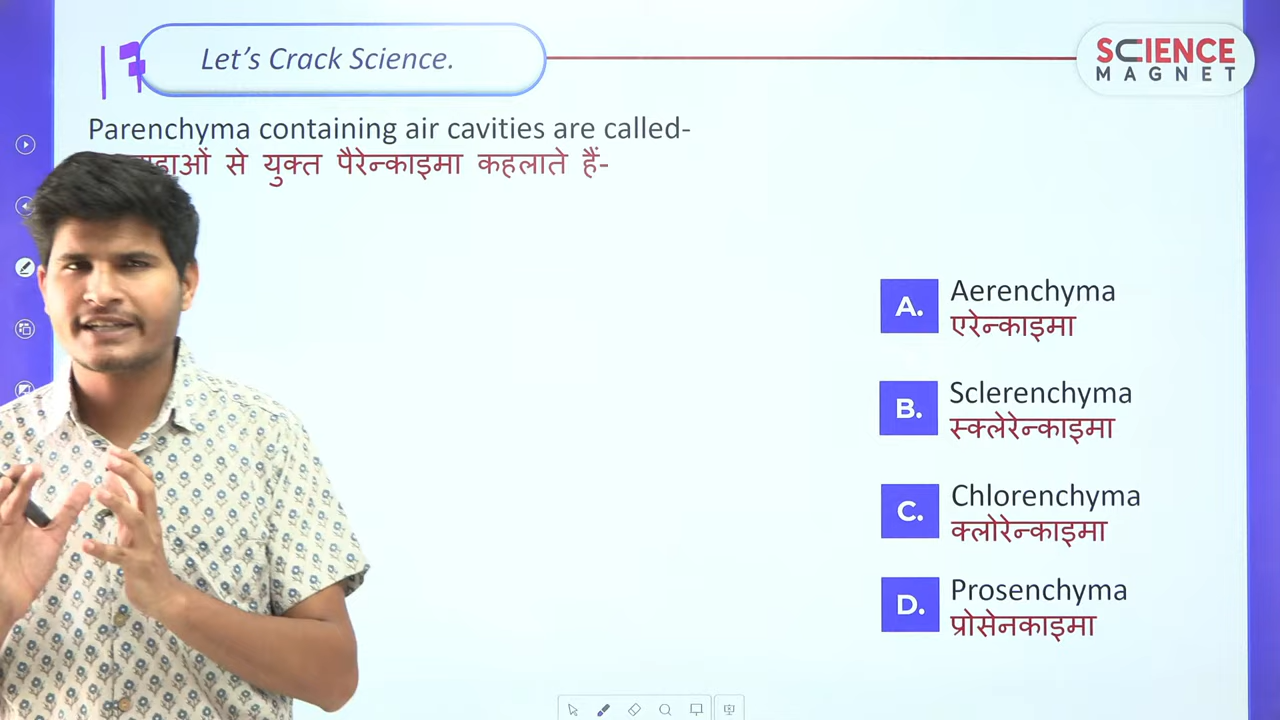 17
Let's Crack Science.
SCIENCE
MAGNET
Parenchyma containing air cavities are called-
से युक्त पैरेन्काइमा कहलाते हैं-
A.
Aerenchyma
एरेन्काइमा
B.
Sclerenchyma
स्क्लेरेन्काइमा
C.
Chlorenchyma
क्लोरेन्काइमा
D.
Prosenchyma
प्रोसेनकाइमा